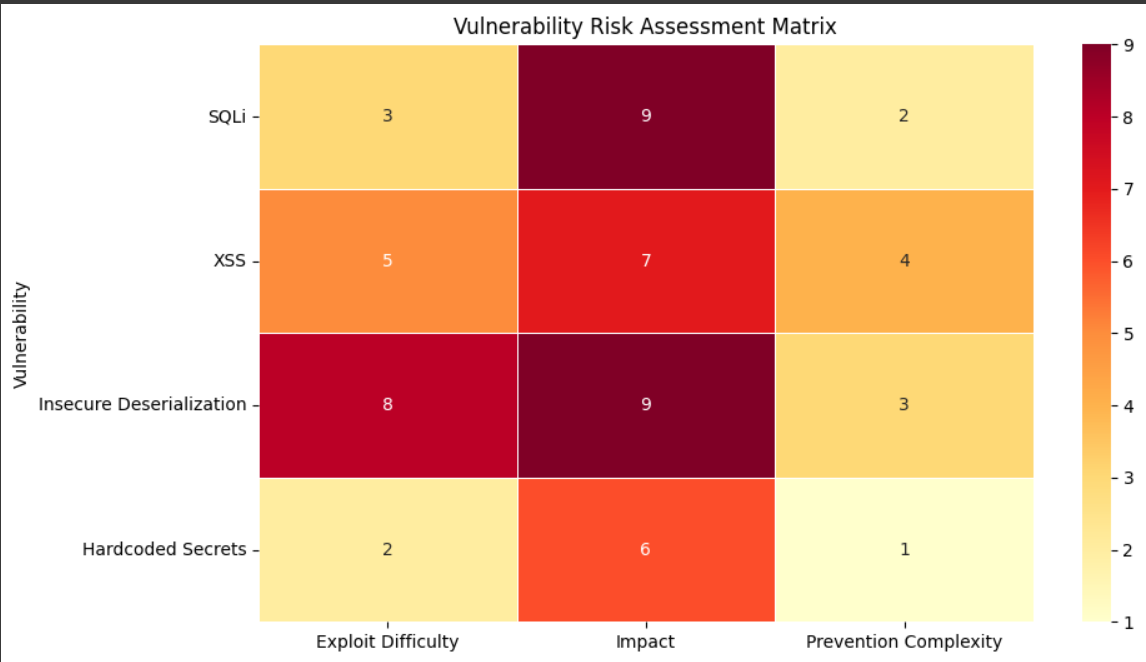 Vulnerability Risk Assessment Matrix
Vulnerability
SQLi 3 9 2
XSS 5 7 4
Insecure Deserialization 8 9 3
Hardcoded Secrets 2 6 1
Exploit Difficulty Impact Prevention Complexity
9
8
7
6
5
4
3
2
1